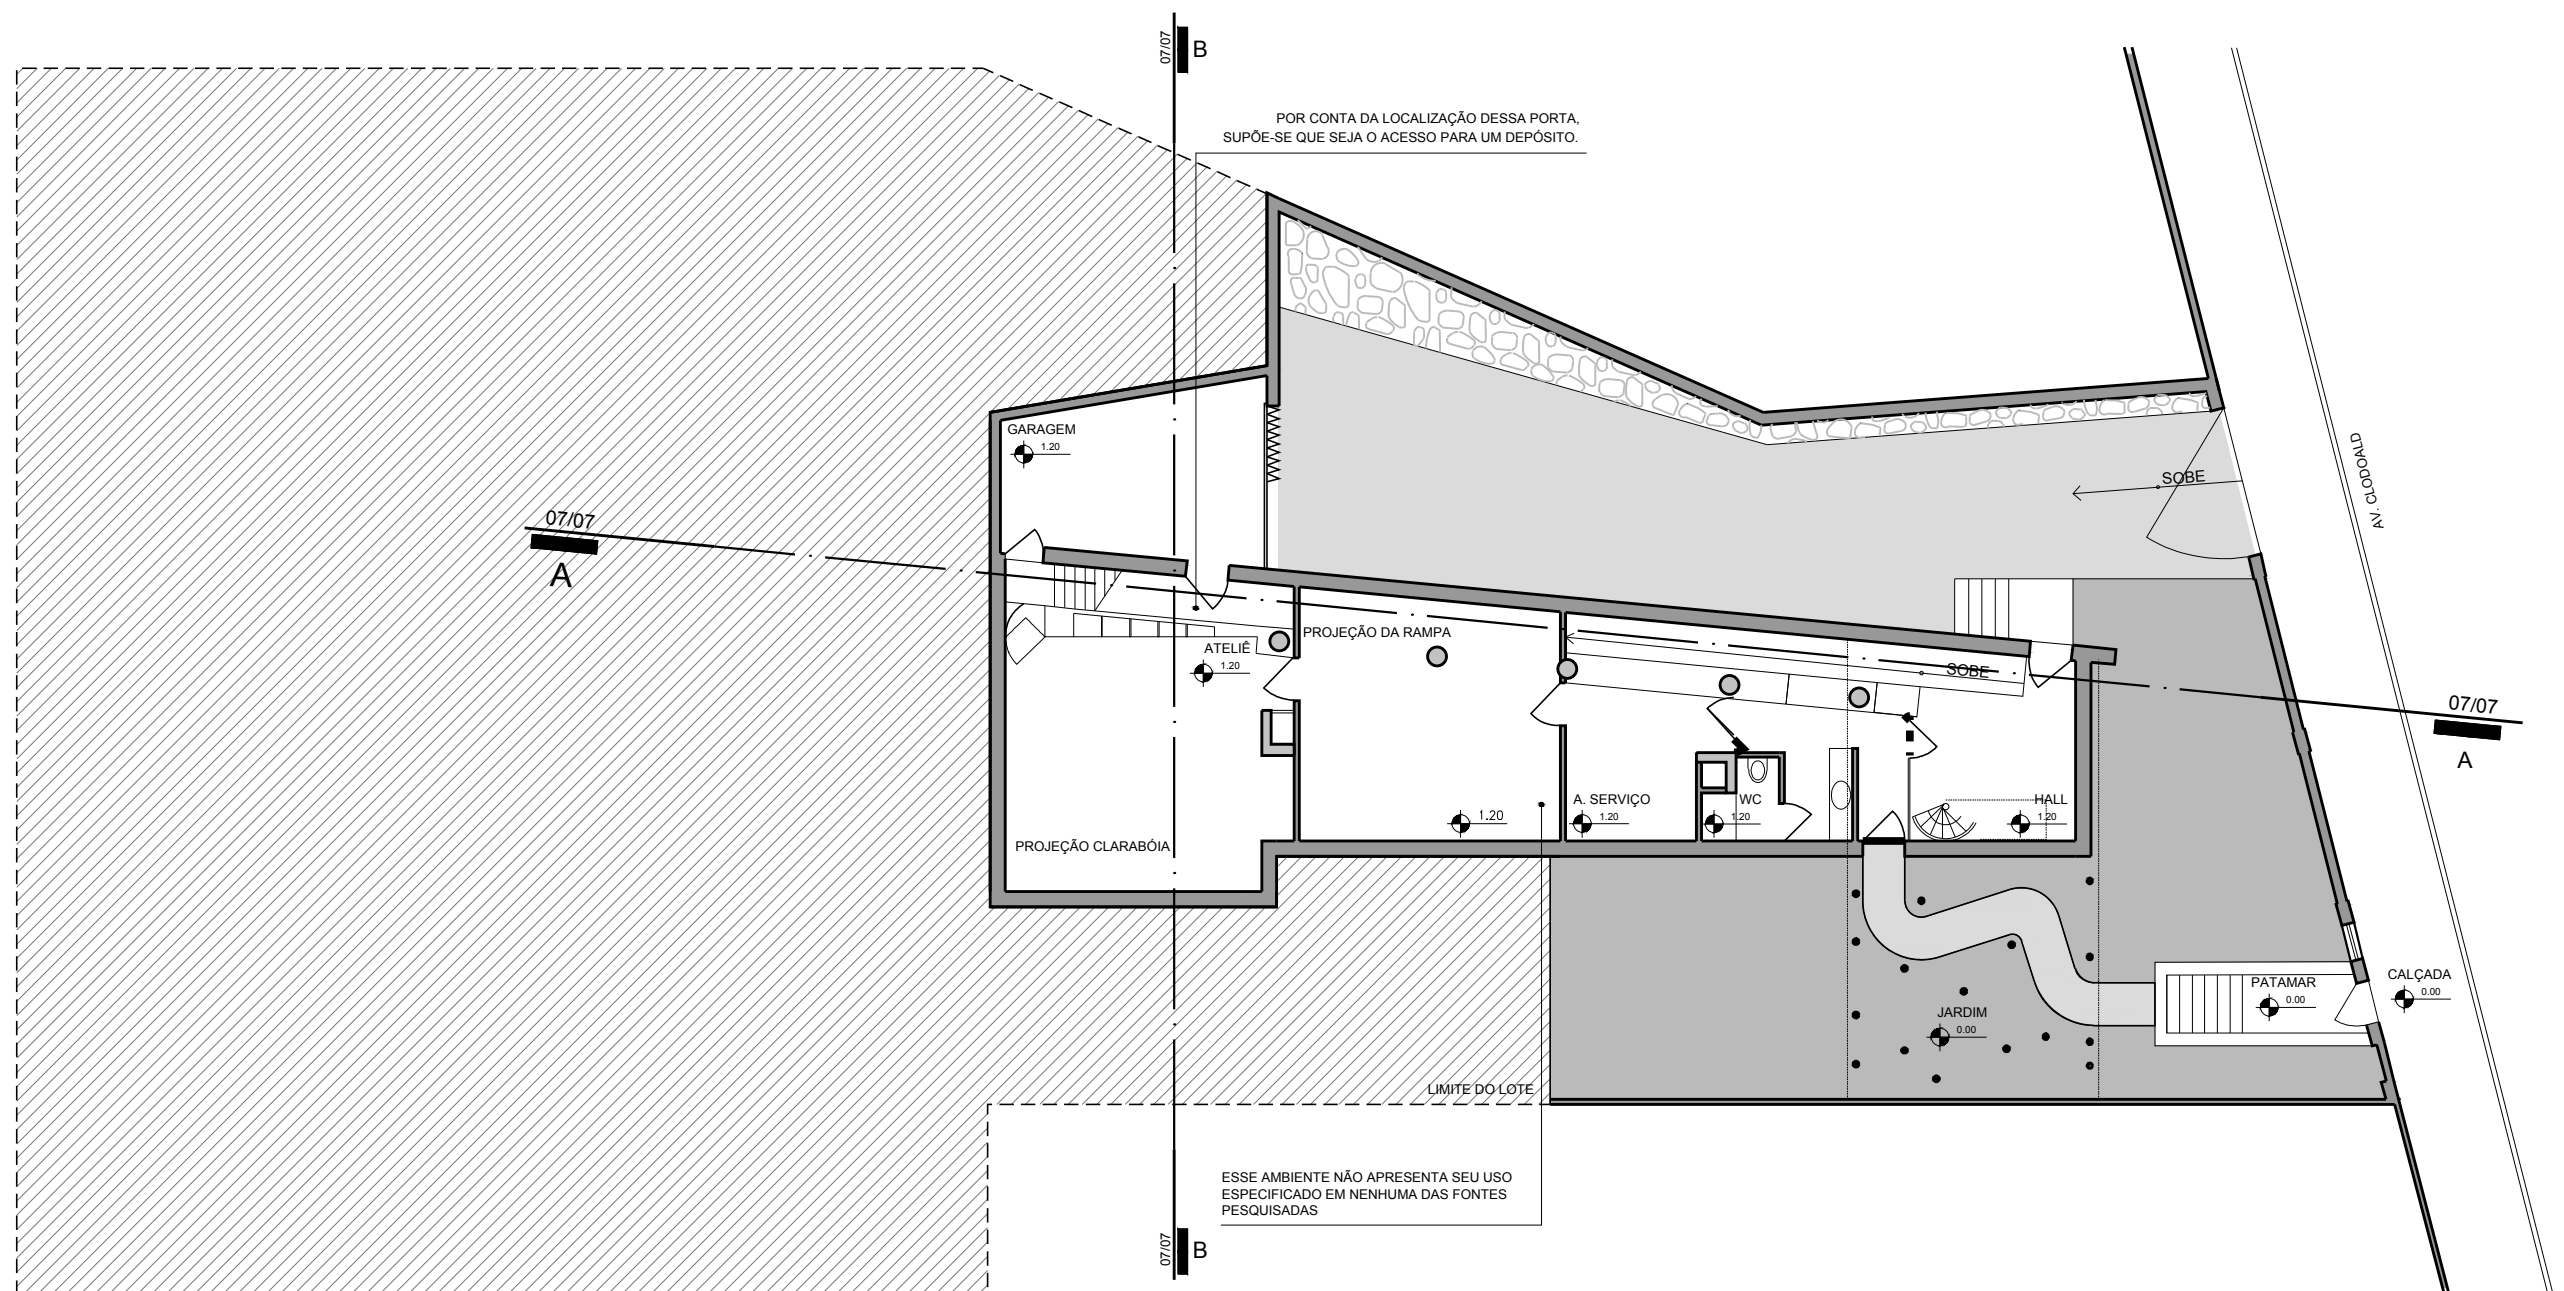 07/07
B
POR CONTA DA LOCALIZAÇÃO DESSA PORTA,
SUPÕE-SE QUE SEJA O ACESSO PARA UM DEPÓSITO.
GARAGEM
1.20
SOBE
AV. CLODOALD
07/07
A
PROJEÇÃO DA RAMPA
ATELIÊ
1.20
SOBE
07/07
A
A. SERVIÇO
1.20
WC
1.20
HALL
1.20
1.20
PROJEÇÃO CLARABÓIA
CALÇADA
0.00
PATAMAR
0.00
JARDIM
0.00
LIMITE DO LOTE
ESSE AMBIENTE NÃO APRESENTA SEU USO
ESPECIFICADO EM NENHUMA DAS FONTES
PESQUISADAS
07/07
B